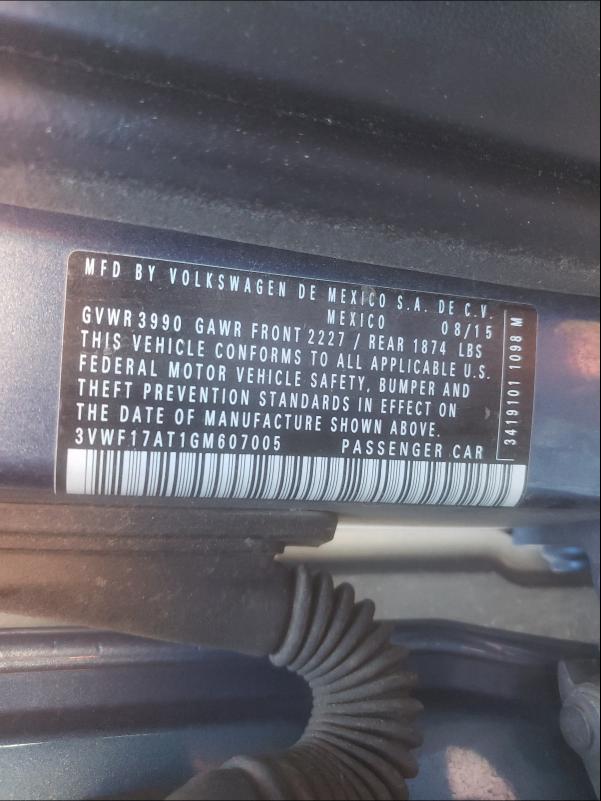 MFD BY VOLKSWAGEN DE MEXICO S.A. DE C.V.
MEXICO 08/15
GVWR 3990 GAWR FRONT 2227 / REAR 1874 LBS
THIS VEHICLE CONFORMS TO ALL APPLICABLE U.S.
FEDERAL MOTOR VEHICLE SAFETY, BUMPER AND
THEFT PREVENTION STANDARDS IN EFFECT ON
THE DATE OF MANUFACTURE SHOWN ABOVE.
3VWF17AT1GM607005 PASSENGER CAR
3419101 1098 M